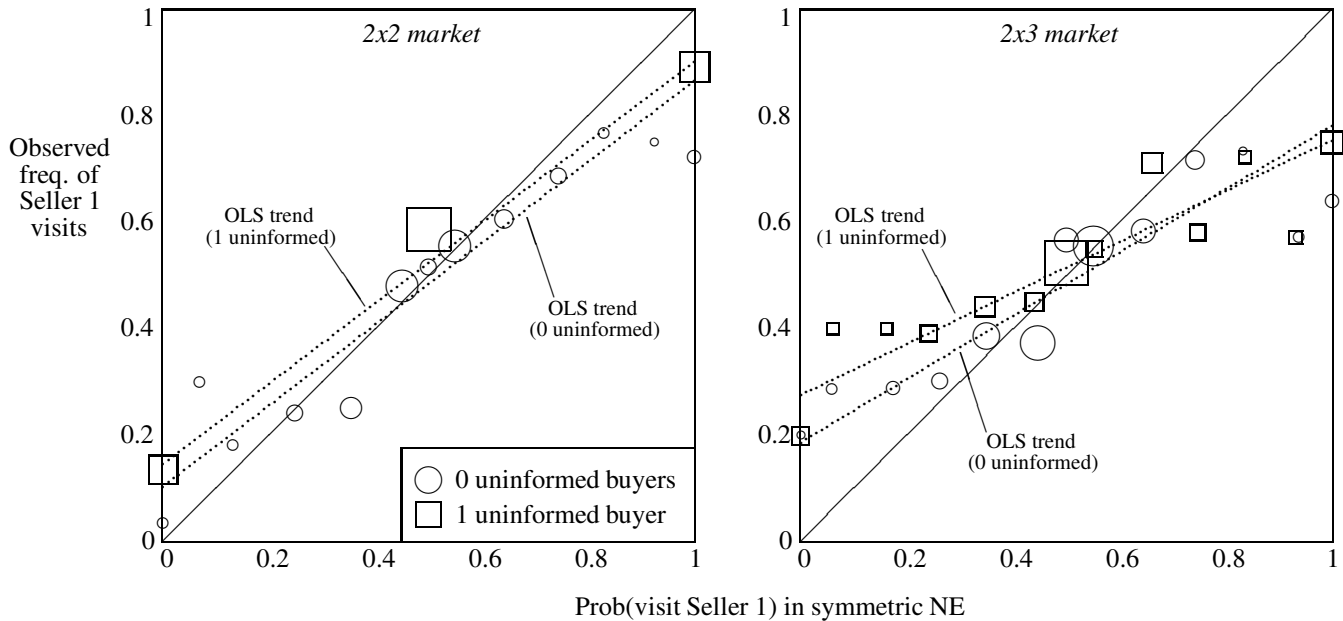 2x2 market
2x3 market
Observed
freq. of
Seller 1
visits
1
0.8
0.6
0.4
0.2
0
0
0.2
0.4
0.6
0.8
1
OLS trend
(1 uninformed)
OLS trend
(0 uninformed)
0 uninformed buyers
1 uninformed buyer
1
0.8
0.6
0.4
0.2
0
0
0.2
0.4
0.6
0.8
1
OLS trend
(1 uninformed)
OLS trend
(0 uninformed)
Prob(visit Seller 1) in symmetric NE